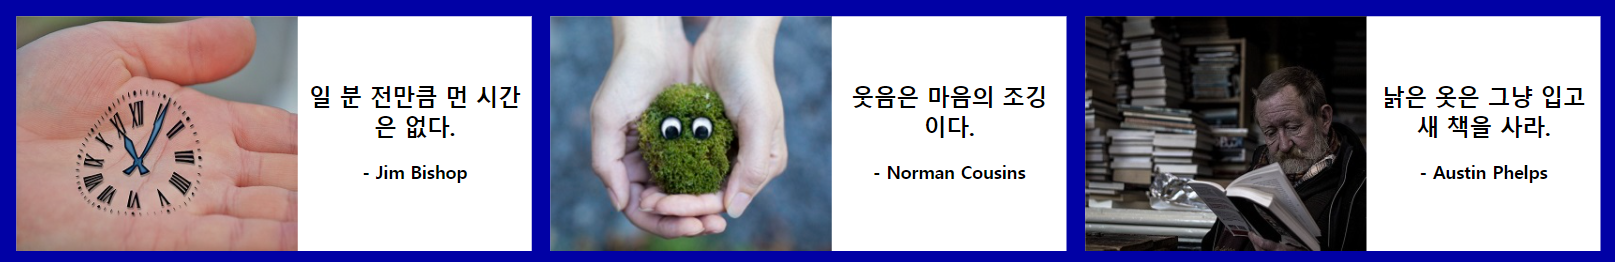 일 분 전만큼 먼 시간
은 없다.
- Jim Bishop
웃음은 마음의 조깅
이다.
- Norman Cousins
낡은 옷은 그냥 입고
새 책을 사라.
- Austin Phelps